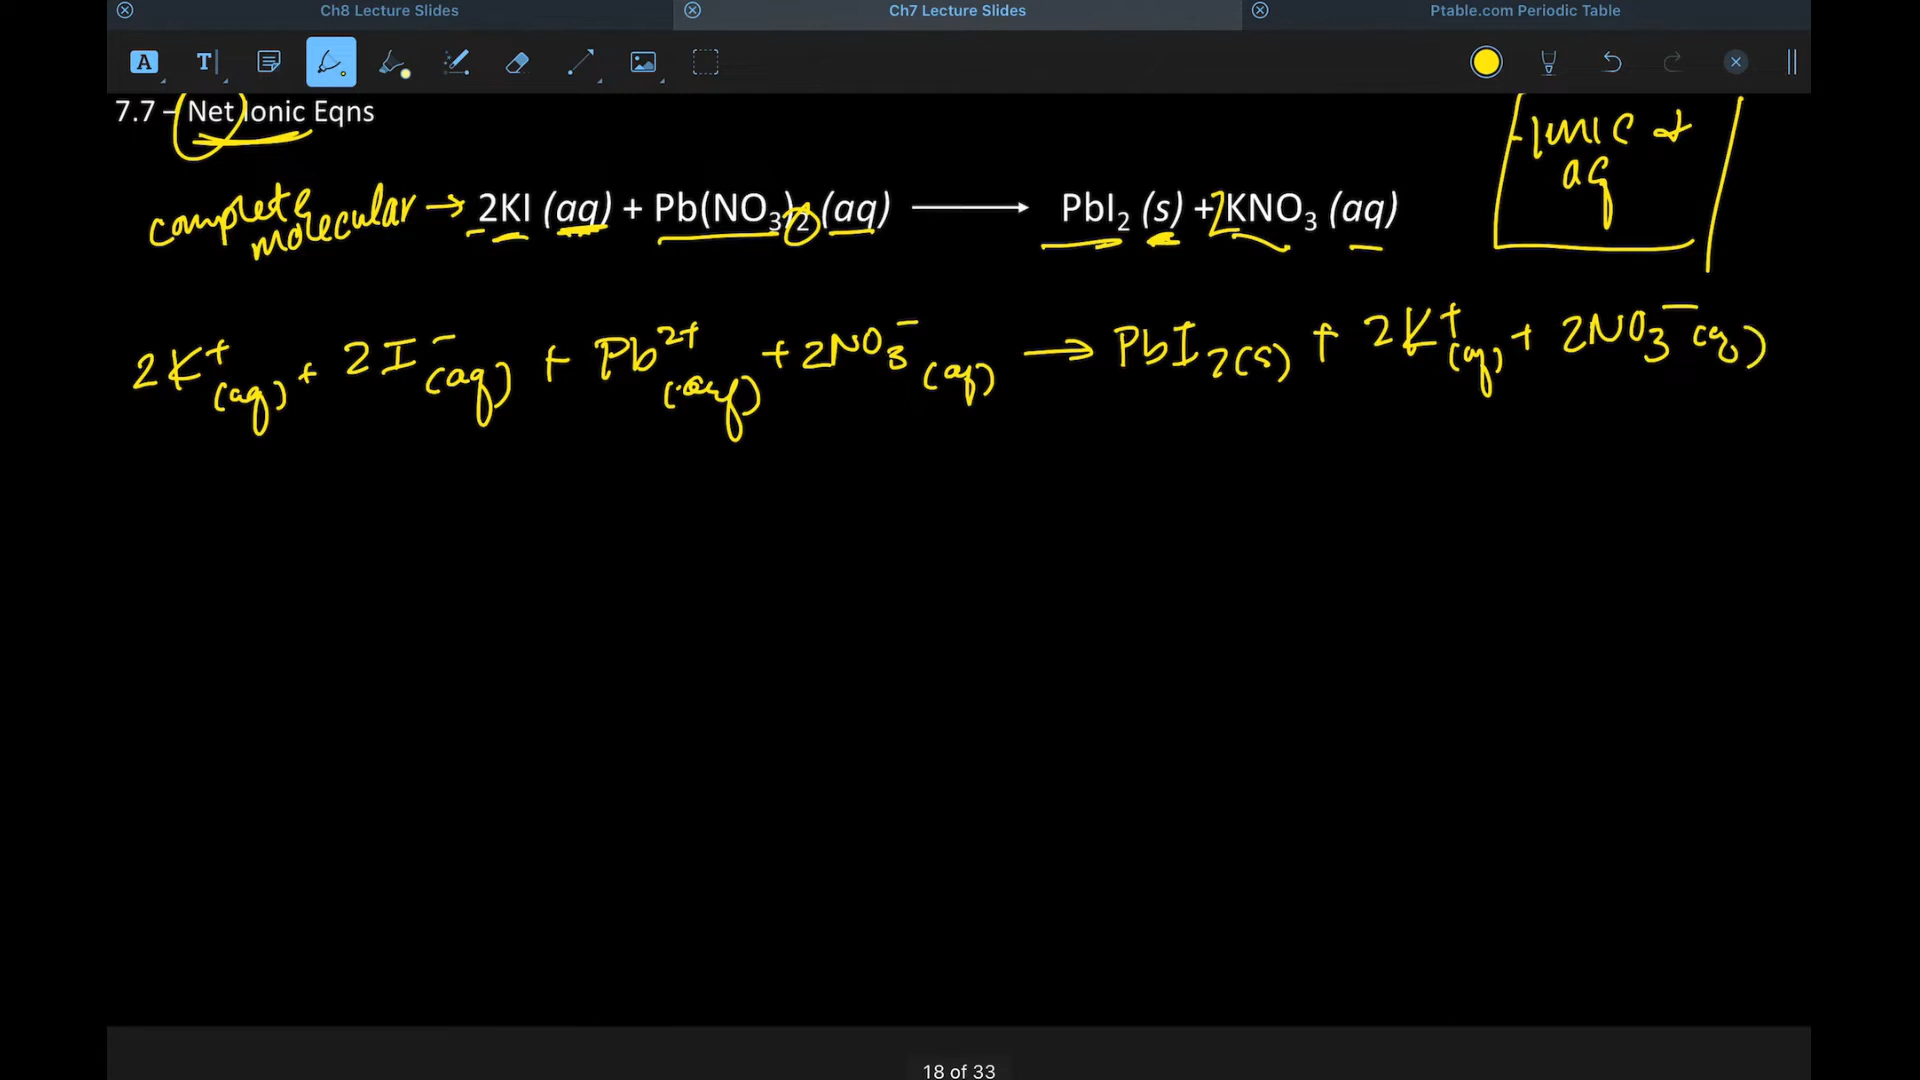 Ch8 Lecture Slides Ch7 Lecture Slides Ptable.com Periodic Table
A T
7.7 – Net Ionic Eqns
Ionic &
aq
complete molecular → 2KI (aq) + Pb(NO₃)₂ (aq) ⟶ PbI₂ (s) + 2KNO₃ (aq)
2K⁺(aq) + 2I⁻(aq) + Pb²⁺(aq) + 2NO₃⁻(aq) → PbI₂(s) + 2K⁺(aq) + 2NO₃⁻(aq)
18 of 33